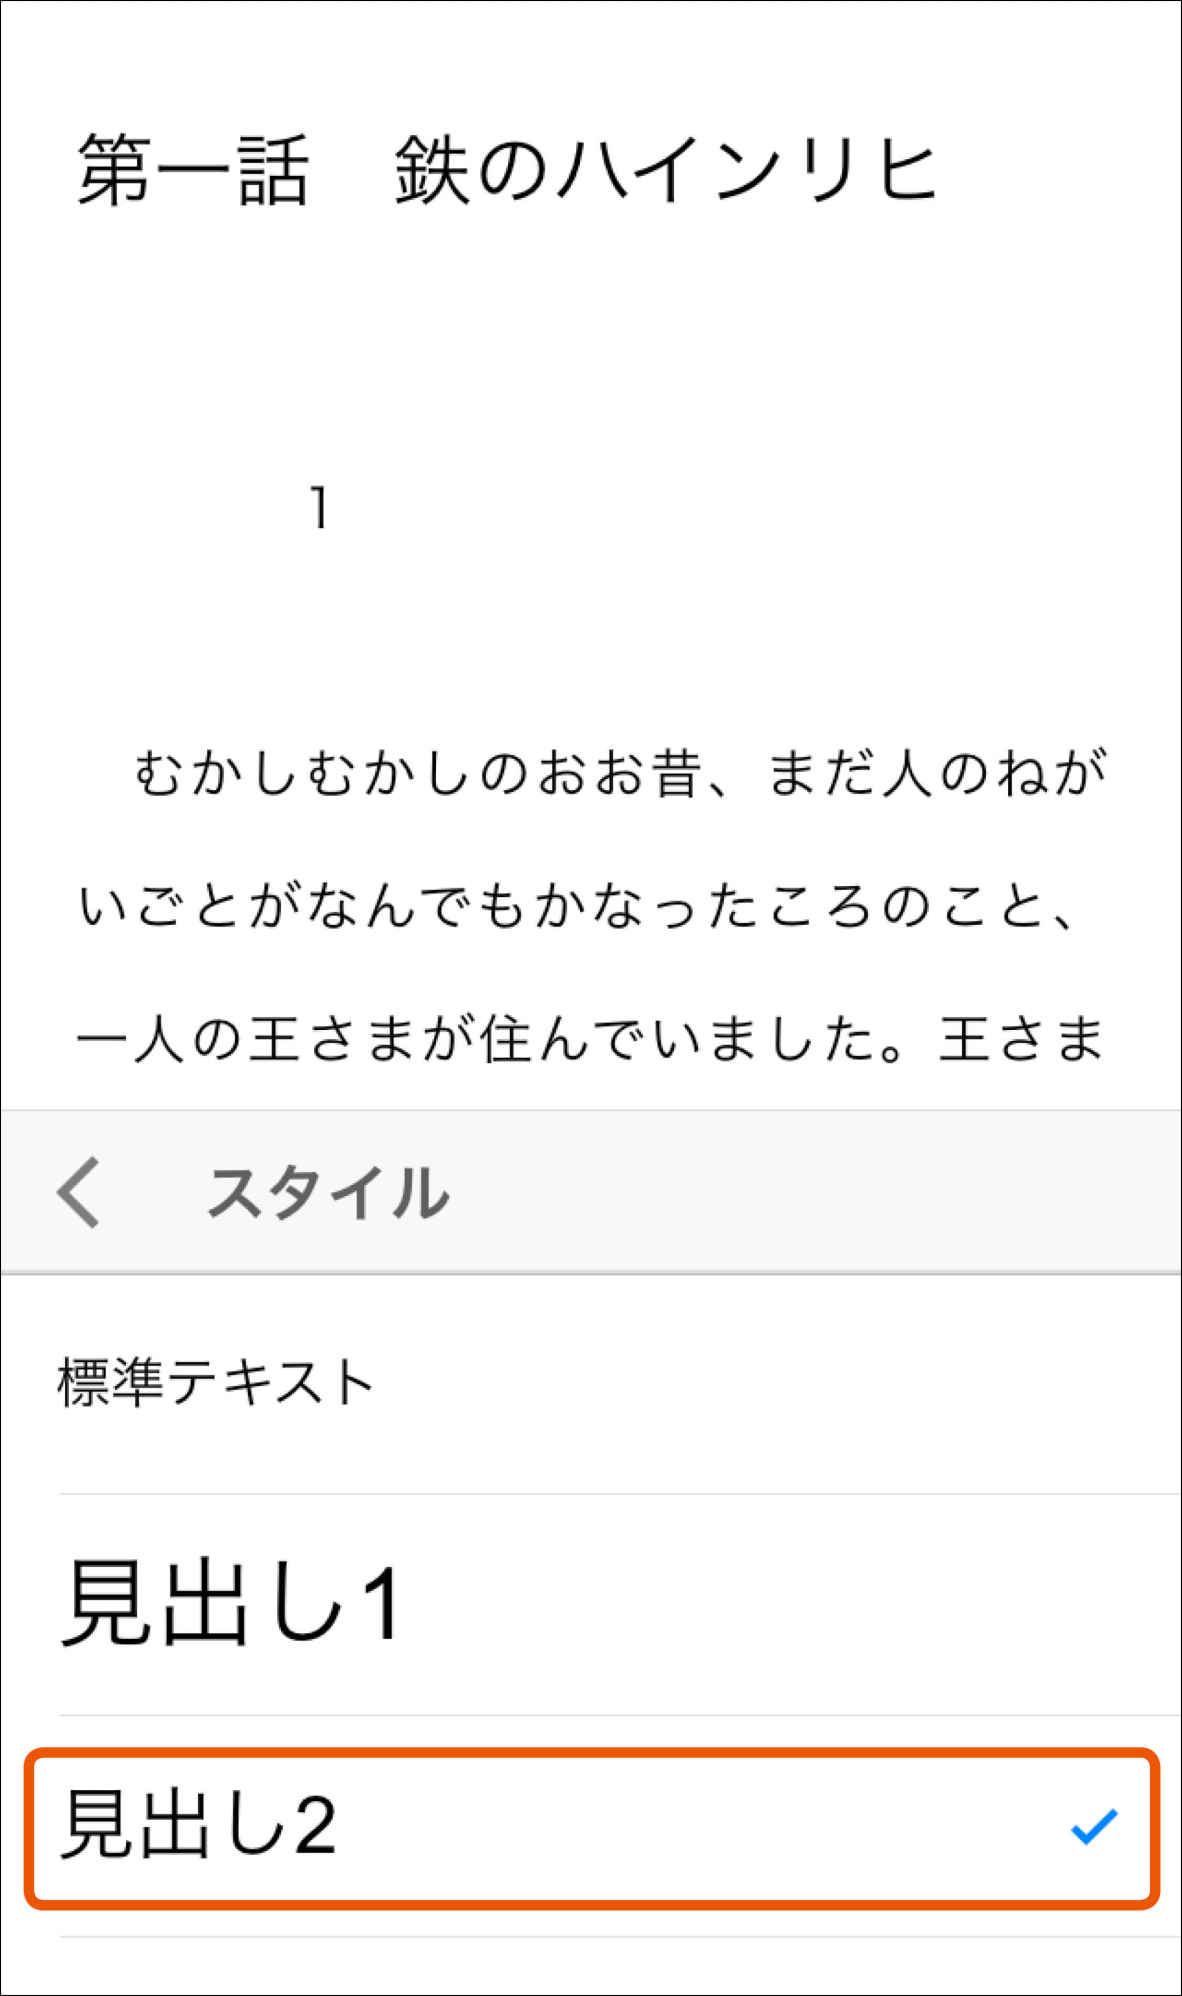 第一話　鉄のハインリヒ
1
　むかしむかしのおお昔、まだ人のねが
いごとがなんでもかなったころのこと、
一人の王さまが住んでいました。王さま
スタイル
標準テキスト
見出し1
見出し2